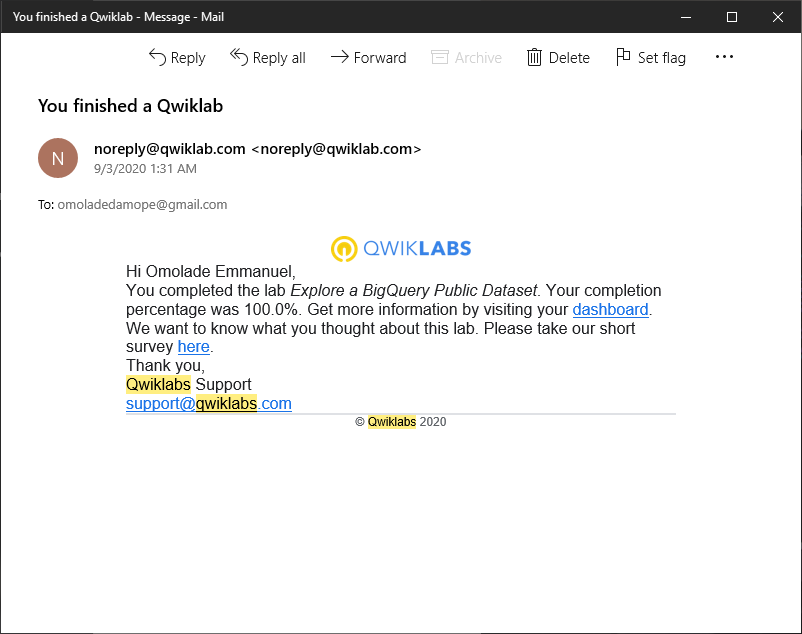 You finished a Qwiklab - Message - Mail
Reply Reply all Forward Archive Delete Set flag
You finished a Qwiklab
N
noreply@qwiklab.com <noreply@qwiklab.com>
9/3/2020 1:31 AM
To: omoladedamope@gmail.com
QWIKLABS
Hi Omolade Emmanuel,
You completed the lab Explore a BigQuery Public Dataset. Your completion
percentage was 100.0%. Get more information by visiting your dashboard.
We want to know what you thought about this lab. Please take our short
survey here.
Thank you,
Qwiklabs Support
support@qwiklabs.com
© Qwiklabs 2020